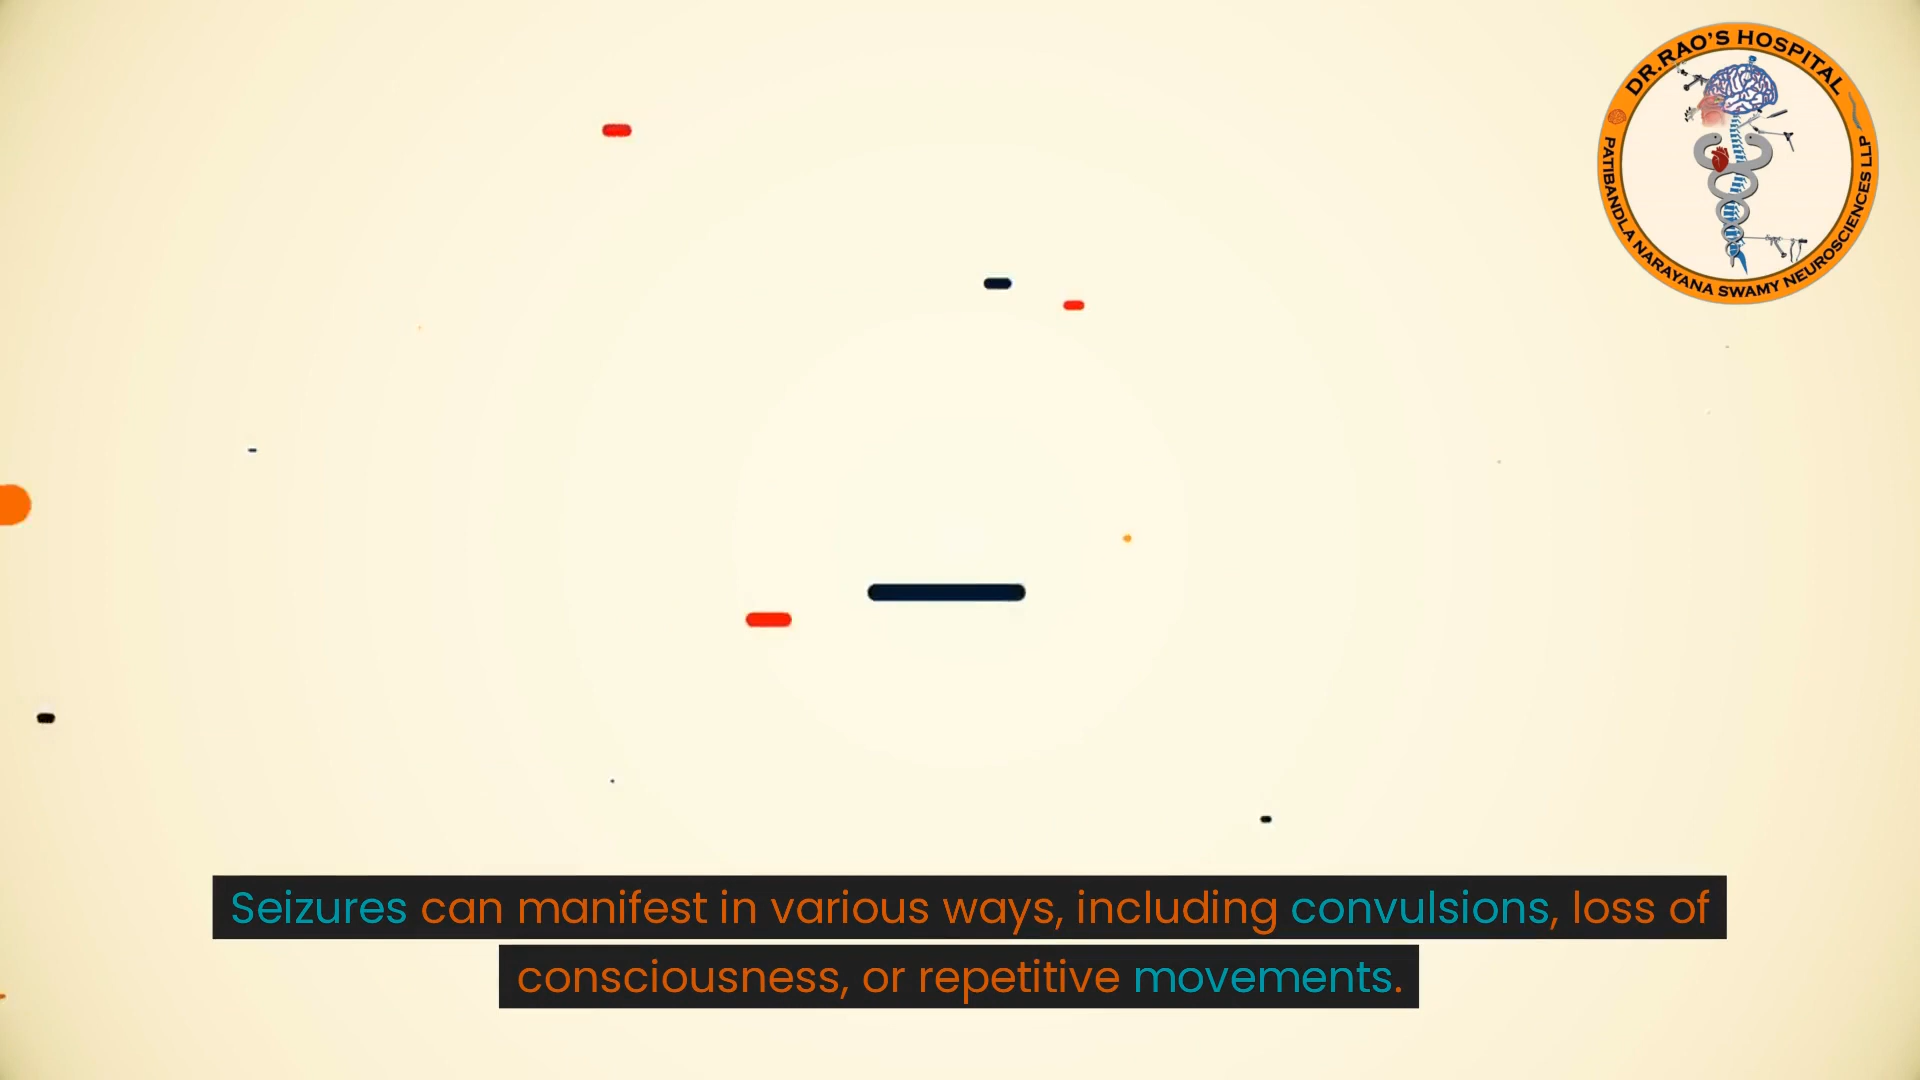 DR.RAO'S HOSPITAL
PATIBANDLA NARAYANA SWAMY NEUROSCIENCES LLP
Seizures can manifest in various ways, including convulsions, loss of
consciousness, or repetitive movements.